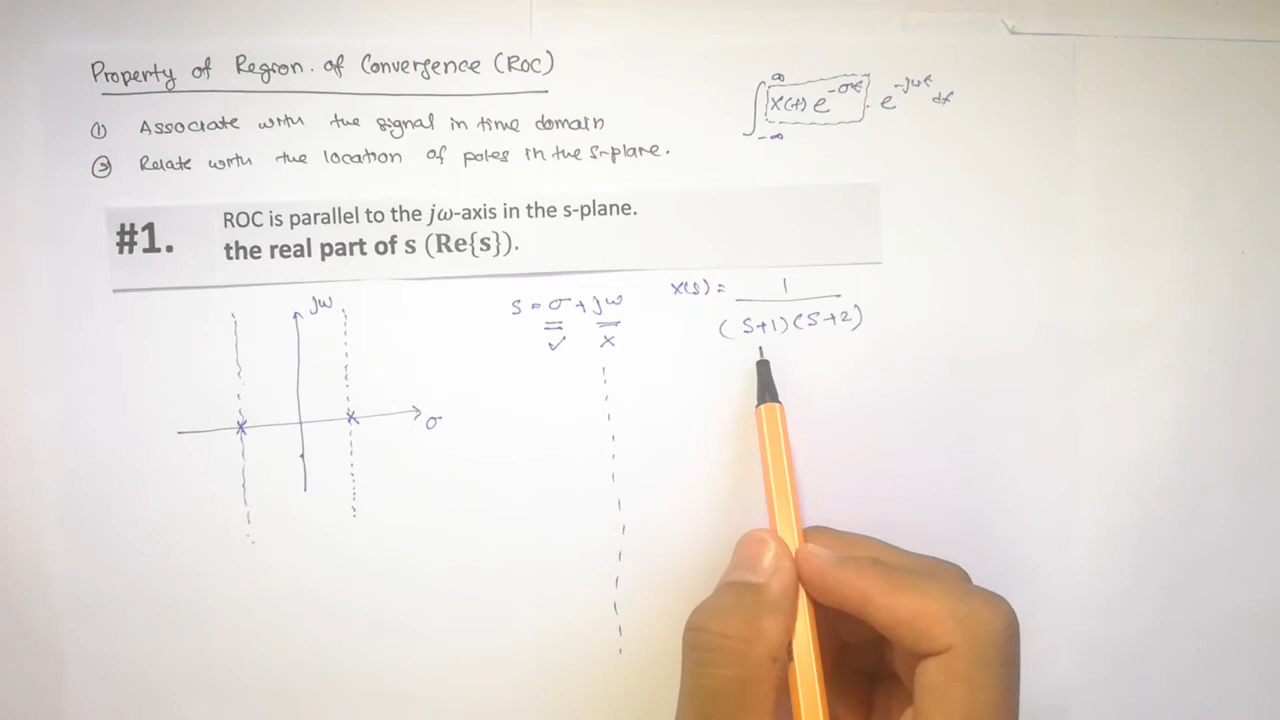 Property of Region. of Convergence (ROC)
① Associate with the signal in time domain
② Relate with the location of poles in the s-plane.
∫_{-∞}^{∞} x(t) e^{-σt} . e^{-jωt} dt
#1. ROC is parallel to the jω-axis in the s-plane.
the real part of s (Re{s}).
jω
σ
s = σ + jω
✓ ×
X(s) = 1
(s+1)(s+2)